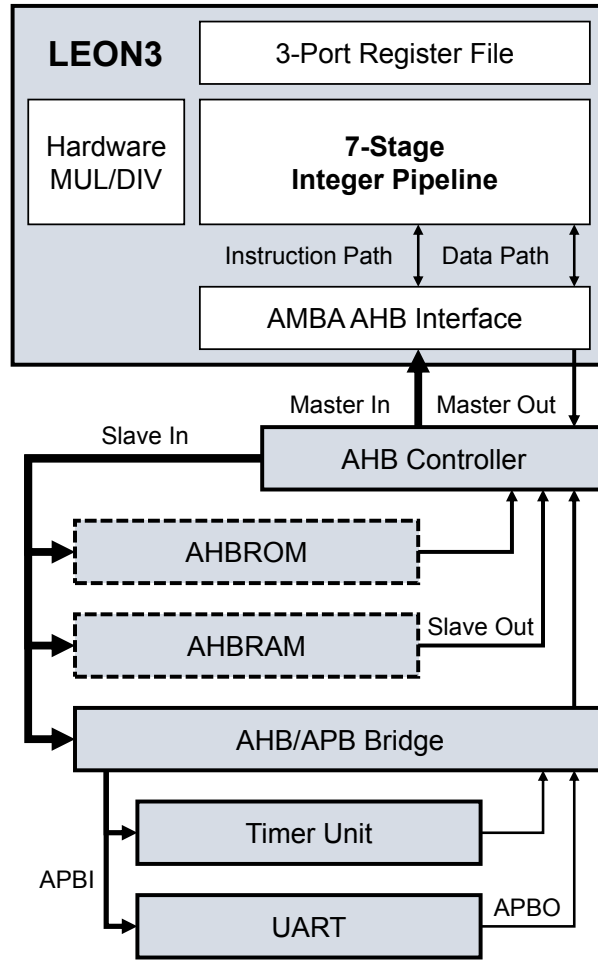 LEON3
3-Port Register File
Hardware
MUL/DIV
7-Stage
Integer Pipeline
Instruction Path
Data Path
AMBA AHB Interface
Master In
Master Out
Slave In
AHB Controller
AHBROM
AHBRAM
Slave Out
AHB/APB Bridge
Timer Unit
APBI
UART
APBO